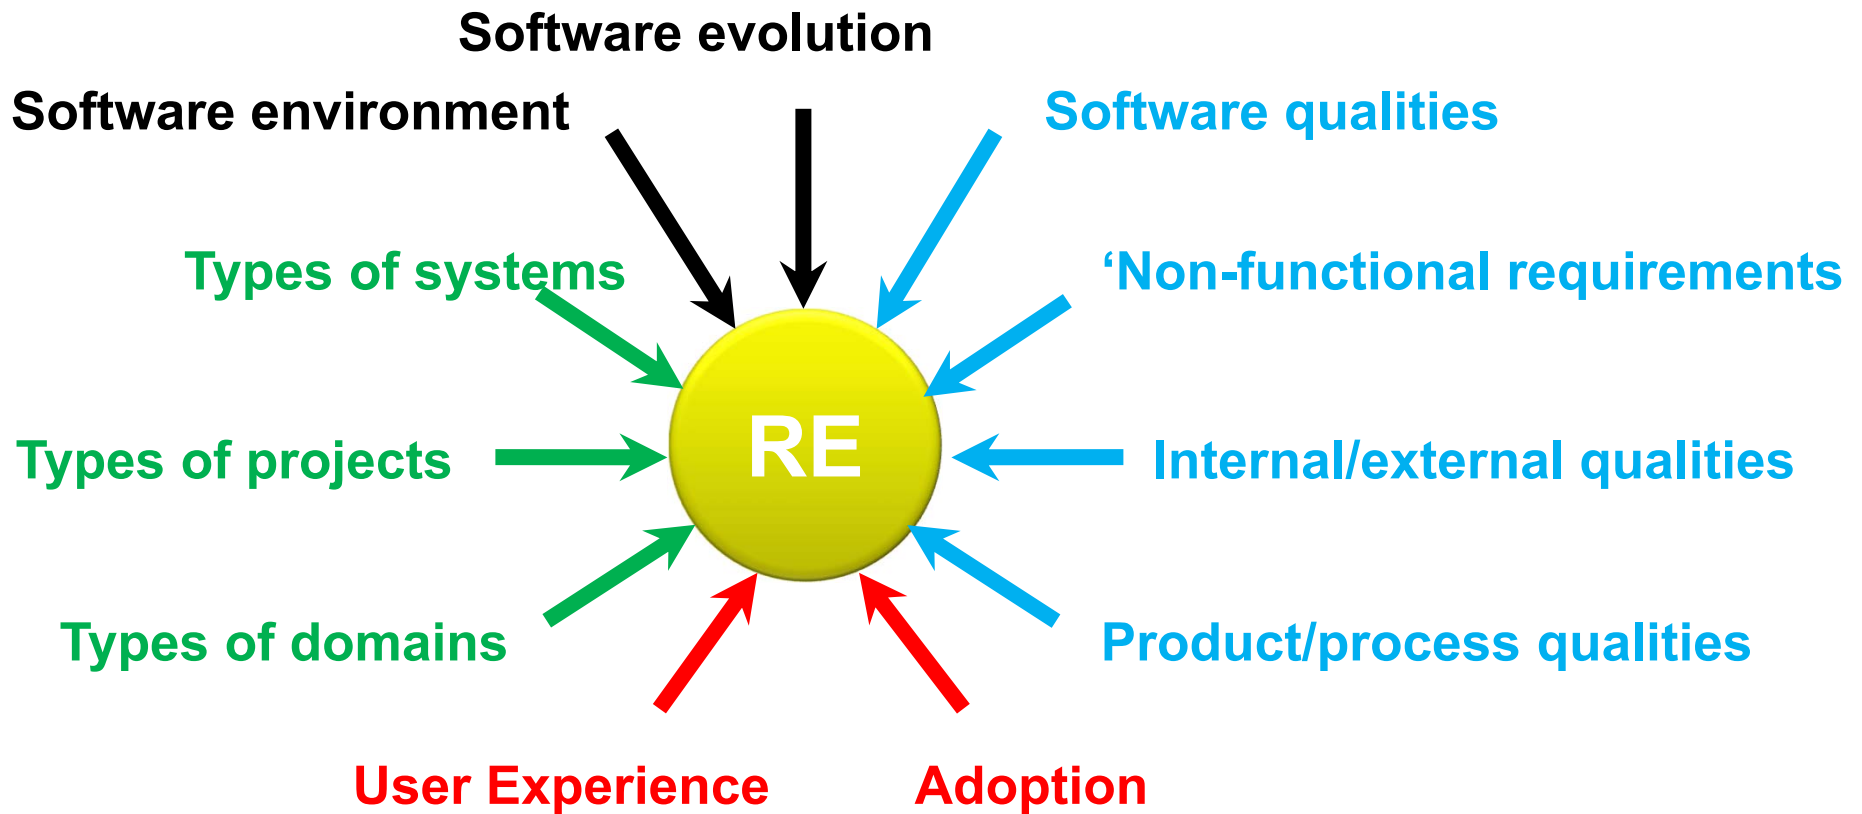 Software evolution
Software environment
Software qualities
Types of systems
‘Non-functional requirements
RE
Types of projects
Internal/external qualities
Types of domains
Product/process qualities
User Experience
Adoption